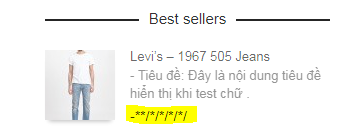 Best sellers
Levi's – 1967 505 Jeans
- Tiêu đề: Đây là nội dung tiêu đề
hiển thị khi test chữ .
-**/*/*/*/*/